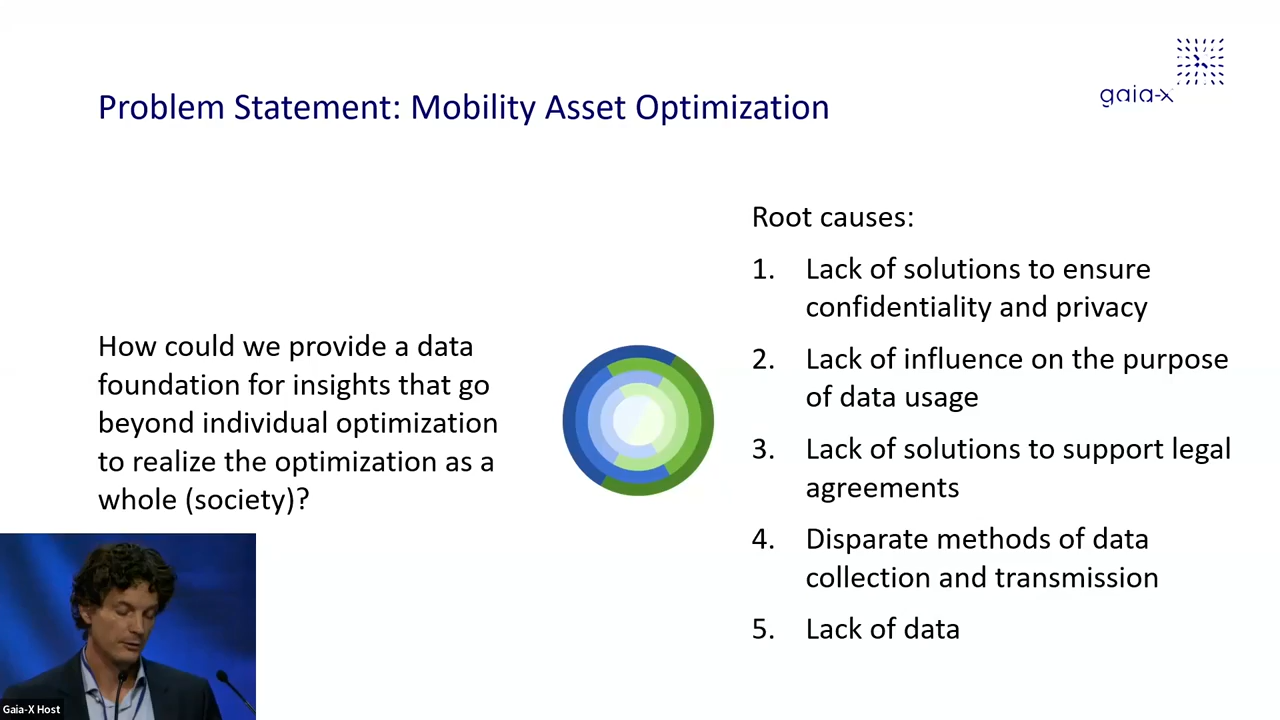 gaia-x
Problem Statement: Mobility Asset Optimization
How could we provide a data
foundation for insights that go
beyond individual optimization
to realize the optimization as a
whole (society)?
Root causes:
1. Lack of solutions to ensure
confidentiality and privacy
2. Lack of influence on the purpose
of data usage
3. Lack of solutions to support legal
agreements
4. Disparate methods of data
collection and transmission
5. Lack of data
Gaia-X Host